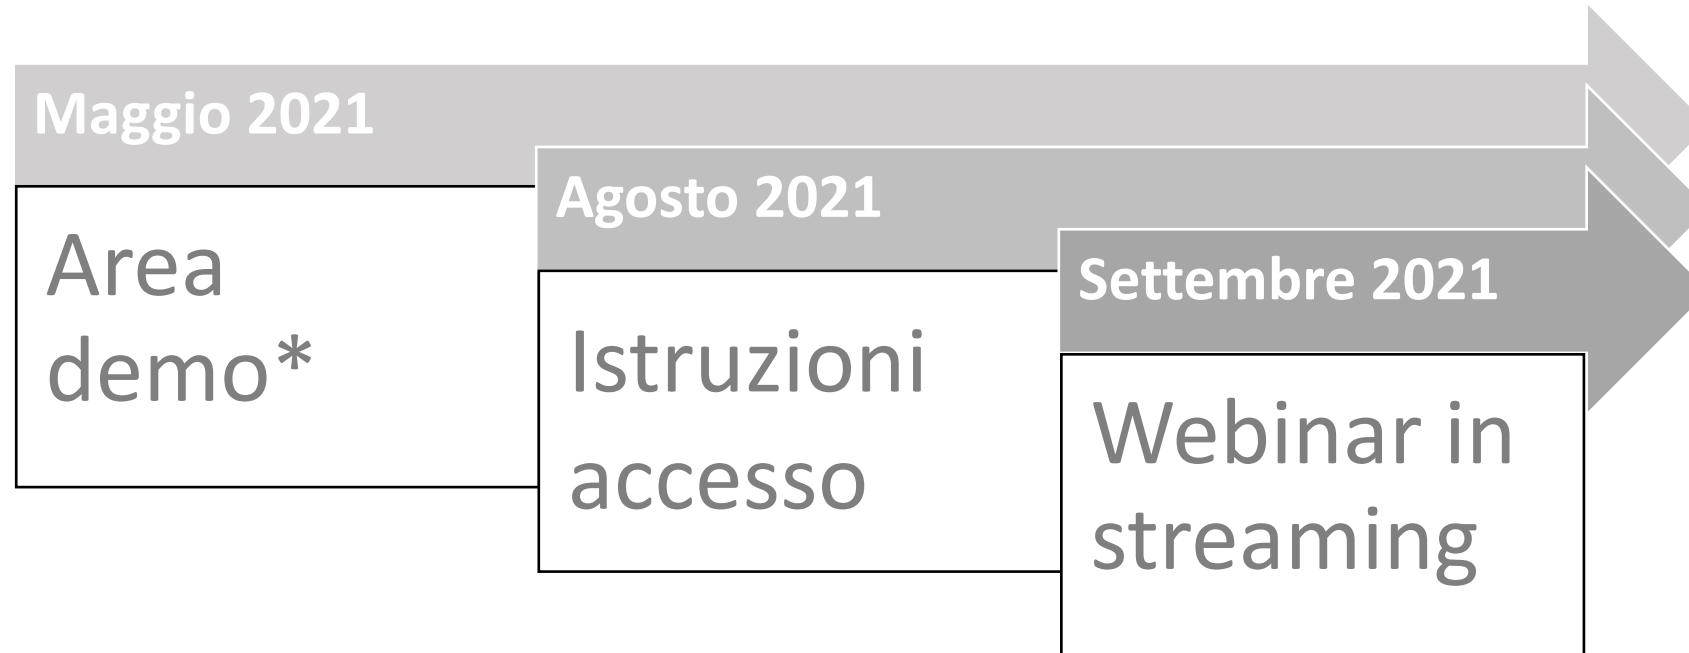 Maggio 2021
Area
demo*
Agosto 2021
Istruzioni
accesso
Settembre 2021
Webinar in
streaming